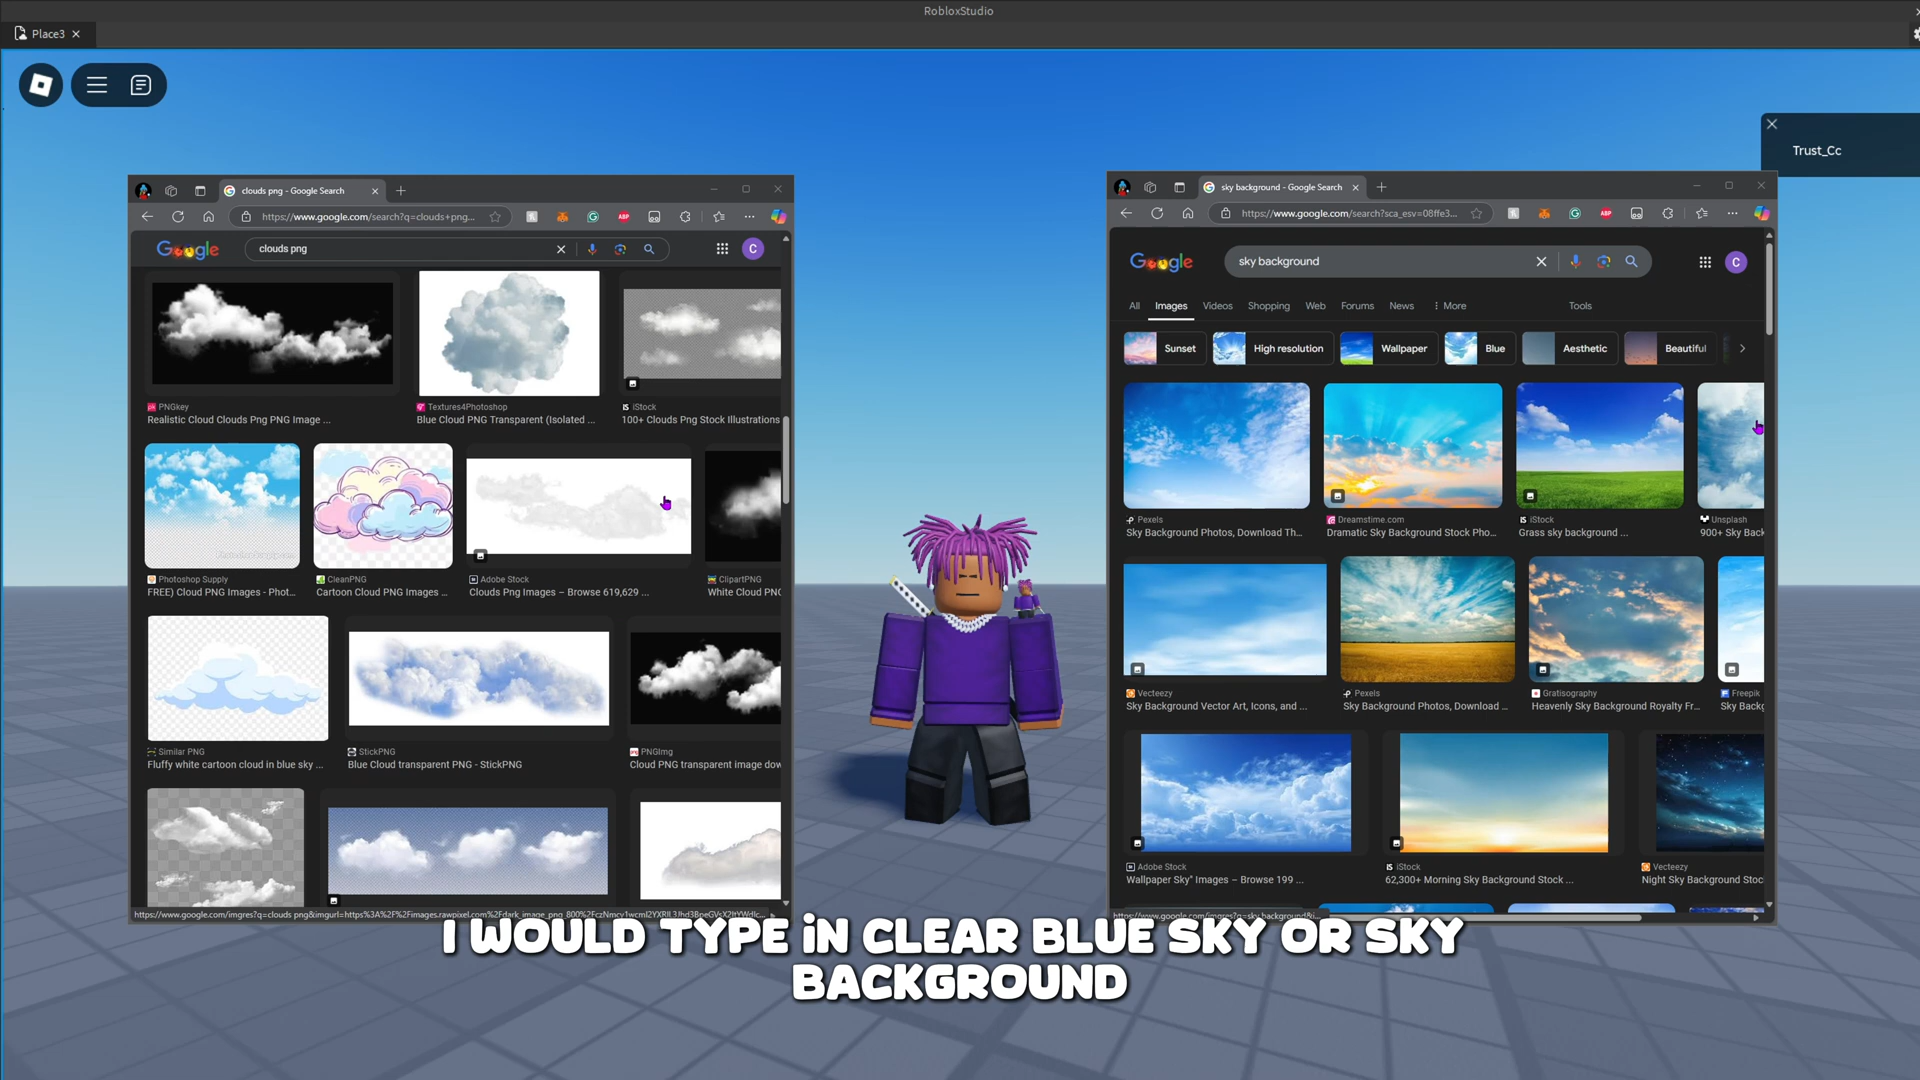 RobloxStudio
Place3
Trust_Cc
clouds png - Google Search
https://www.google.com/search?q=clouds+png...
ABP
Google
clouds png
C
PNGkey
Realistic Cloud Clouds Png PNG Image ...
Textures4Photoshop
Blue Cloud PNG Transparent (Isolated ...
iStock
100+ Clouds Png Stock Illustrations
Photoshop Supply
FREE) Cloud PNG Images - Phot...
CleanPNG
Cartoon Cloud PNG Images ...
Adobe Stock
Clouds Png Images – Browse 619,629 ...
ClipartPNG
White Cloud PNG
Similar PNG
Fluffy white cartoon cloud in blue sky ...
StickPNG
Blue Cloud transparent PNG - StickPNG
PNGImg
Cloud PNG transparent image dow
sky background - Google Search
https://www.google.com/search?sca_esv=08ffe3...
ABP
Google
sky background
C
All Images Videos Shopping Web Forums News More Tools
Sunset High resolution Wallpaper Blue Aesthetic Beautiful
Pexels
Sky Background Photos, Download Th...
Dreamstime.com
Dramatic Sky Background Stock Pho...
iStock
Grass sky background ...
Unsplash
900+ Sky Back
Vecteezy
Sky Background Vector Art, Icons, and ...
Pexels
Sky Background Photos, Download ...
Gratisography
Heavenly Sky Background Royalty Fr...
Freepik
Sky Backg
Adobe Stock
Wallpaper Sky" Images – Browse 199 ...
iStock
62,300+ Morning Sky Background Stock ...
Vecteezy
Night Sky Background Stoc
I WOULD TYPE IN CLEAR BLUE SKY OR SKY
BACKGROUND